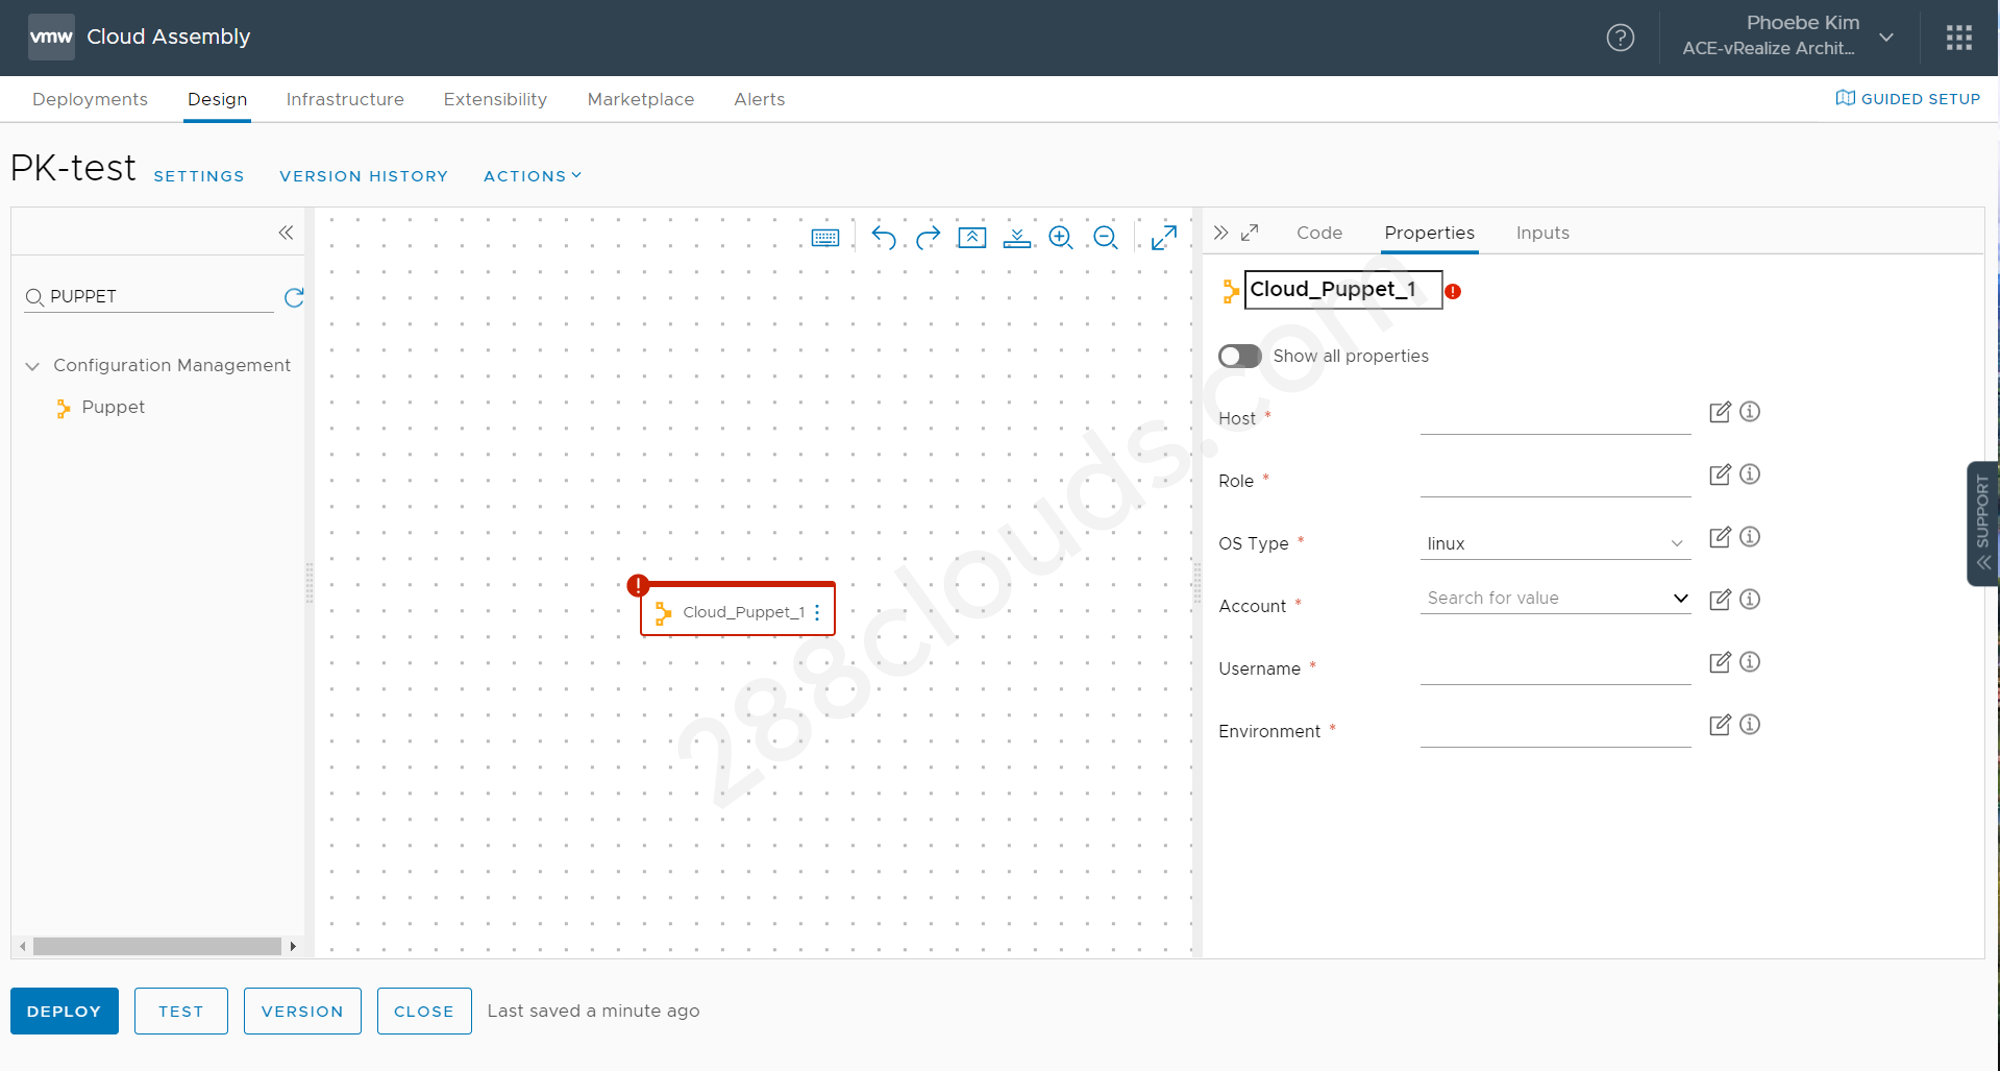 vmw Cloud Assembly
Phoebe Kim
ACE-vRealize Archit...
Deployments Design Infrastructure Extensibility Marketplace Alerts
GUIDED SETUP
PK-test SETTINGS VERSION HISTORY ACTIONS
PUPPET
Configuration Management
Puppet
Cloud_Puppet_1
Code Properties Inputs
Cloud_Puppet_1
Show all properties
Host *
Role *
OS Type * linux
Account * Search for value
Username *
Environment *
SUPPORT
288clouds.com
DEPLOY TEST VERSION CLOSE Last saved a minute ago